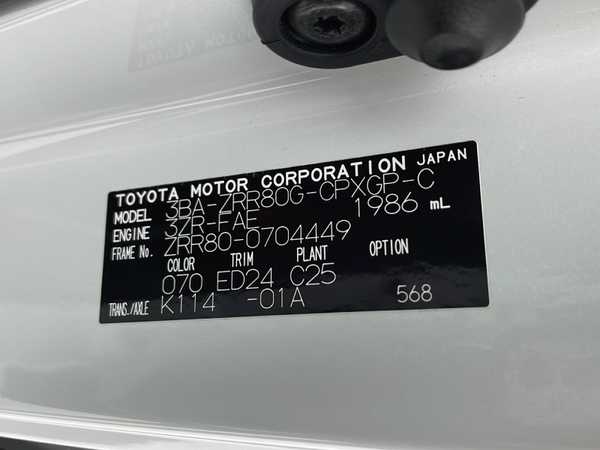 TOYOTA MOTOR CORPORATION JAPAN
MODEL 3BA-ZRR80G-CPXGP-C
ENGINE 3ZR-FAE 1986 mL
FRAME No. ZRR80-0704449
COLOR TRIM PLANT OPTION
070 ED24 C25
TRANS./AXLE K114 -01A 568